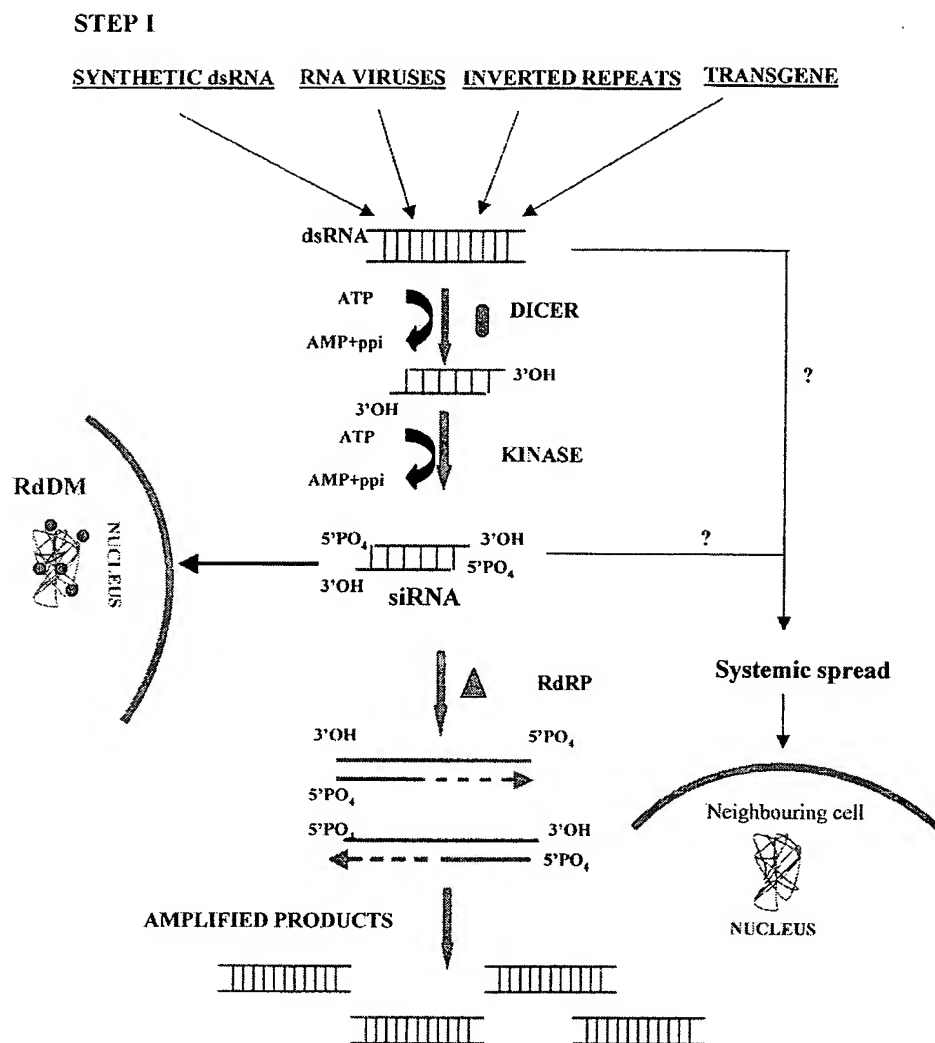 STEP I
SYNTHETIC dsRNA RNA VIRUSES INVERTED REPEATS TRANSGENE
dsRNA
ATP
DICER
AMP+ppi
?
3'OH
3'OH
ATP
KINASE
AMP+ppi
RdDM
NUCLEUS
5'PO4 3'OH
?
3'OH 5'PO4
siRNA
RdRP
Systemic spread
3'OH 5'PO4
5'PO4
5'PO4 3'OH
5'PO4
Neighbouring cell
NUCLEUS
AMPLIFIED PRODUCTS